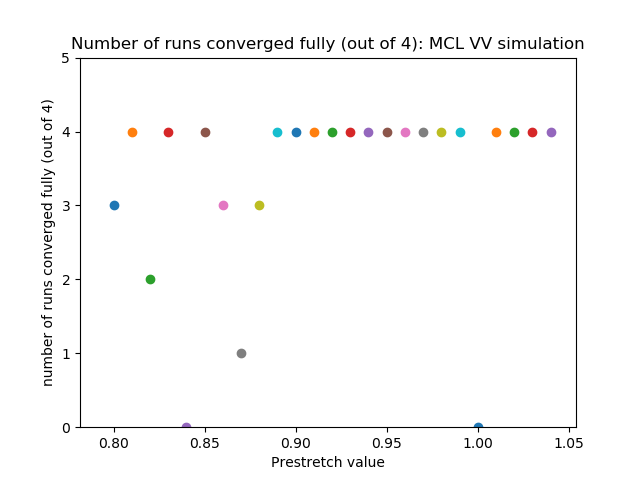 Number of runs converged fully (out of 4): MCL VV simulation
number of runs converged fully (out of 4)
5
4
3
2
1
0
0.80 0.85 0.90 0.95 1.00 1.05
Prestretch value